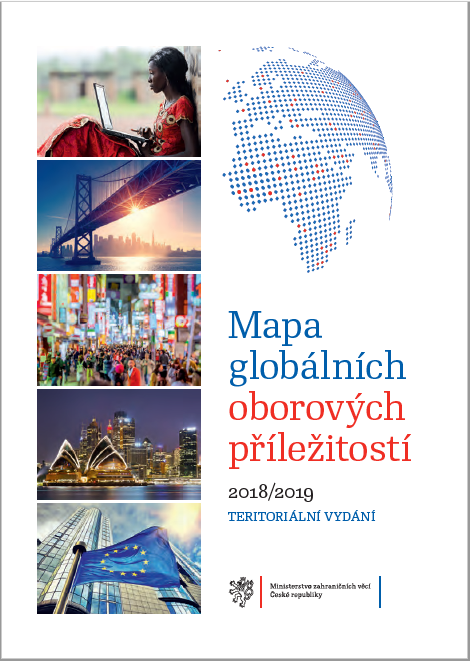 Mapa
globálních
oborových
příležitostí
2018/2019
TERITORIÁLNÍ VYDÁNÍ
Ministerstvo zahraničních věcí
České republiky